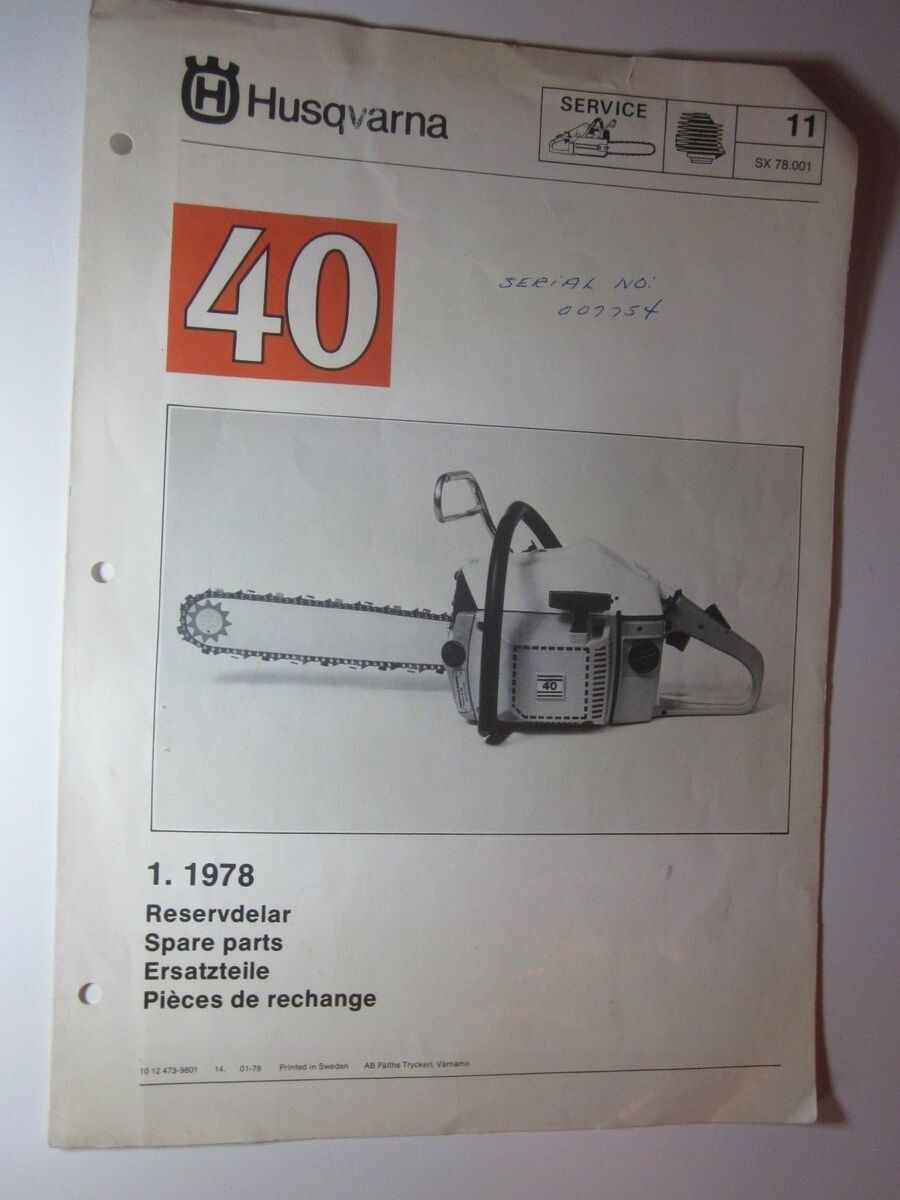 H Husqvarna
SERVICE
11
SX 78.001
40
SERIAL NO:
007754
40
1. 1978
Reservdelar
Spare parts
Ersatzteile
Pièces de rechange
10 12 473-9601 14. 01-78 Printed in Sweden AB Fälths Tryckeri, Värnamo